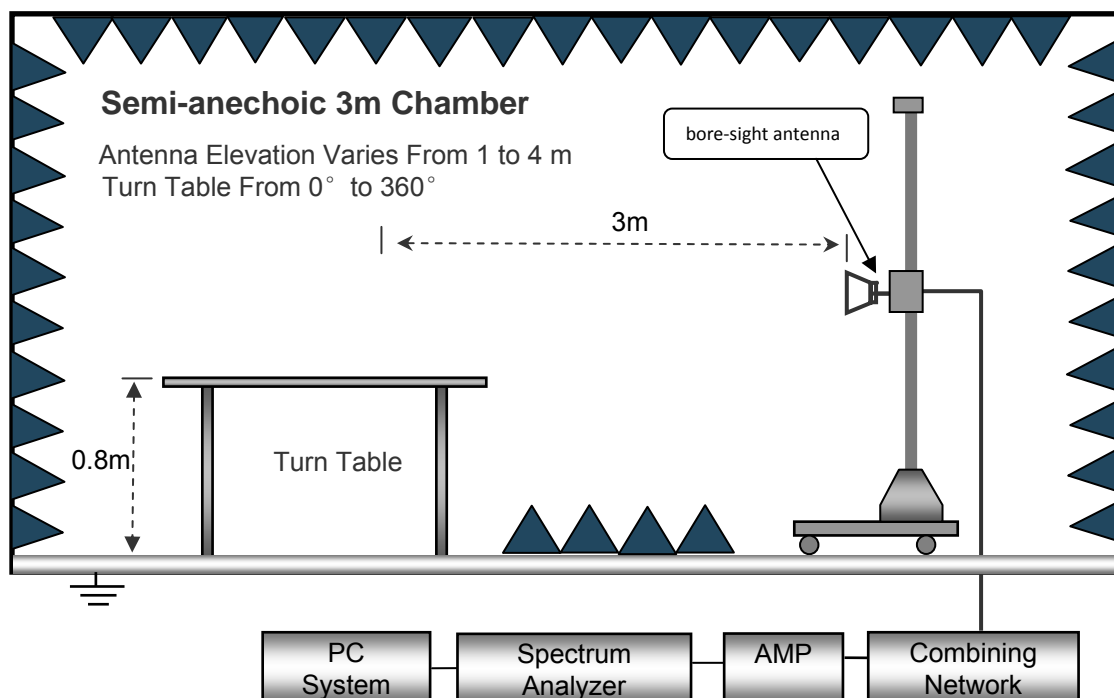 Semi-anechoic 3m Chamber
Antenna Elevation Varies From 1 to 4 m
Turn Table From 0° to 360°
bore-sight antenna
3m
0.8m
Turn Table
PC
System
Spectrum
Analyzer
AMP
Combining
Network